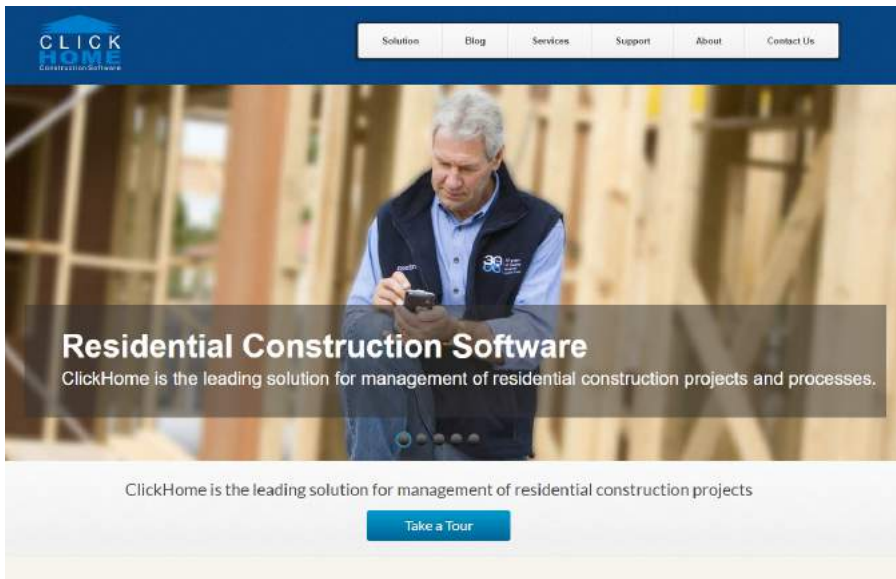 CLICK
HOME
Construction Software
Solution Blog Services Support About Contact Us
30
Residential Construction Software
ClickHome is the leading solution for management of residential construction projects and processes.
ClickHome is the leading solution for management of residential construction projects
Take a Tour